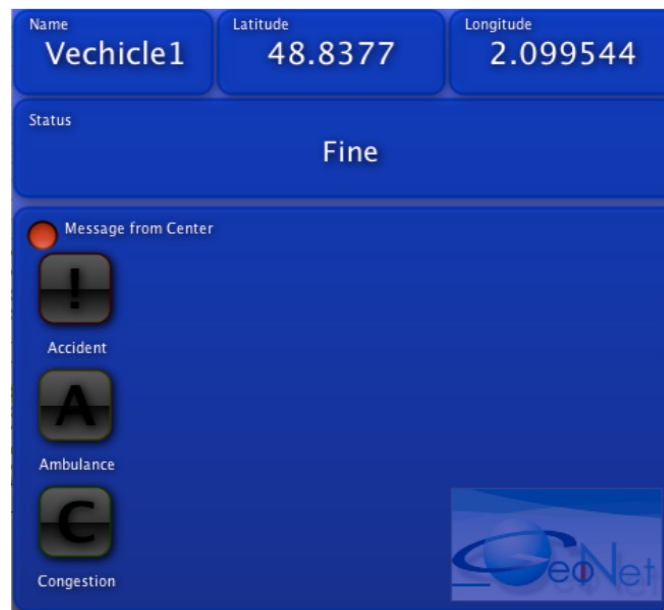 Name
Vechicle1
Latitude
48.8377
Longitude
2.099544
Status
Fine
Message from Center
!
Accident
A
Ambulance
C
Congestion
GeoNet